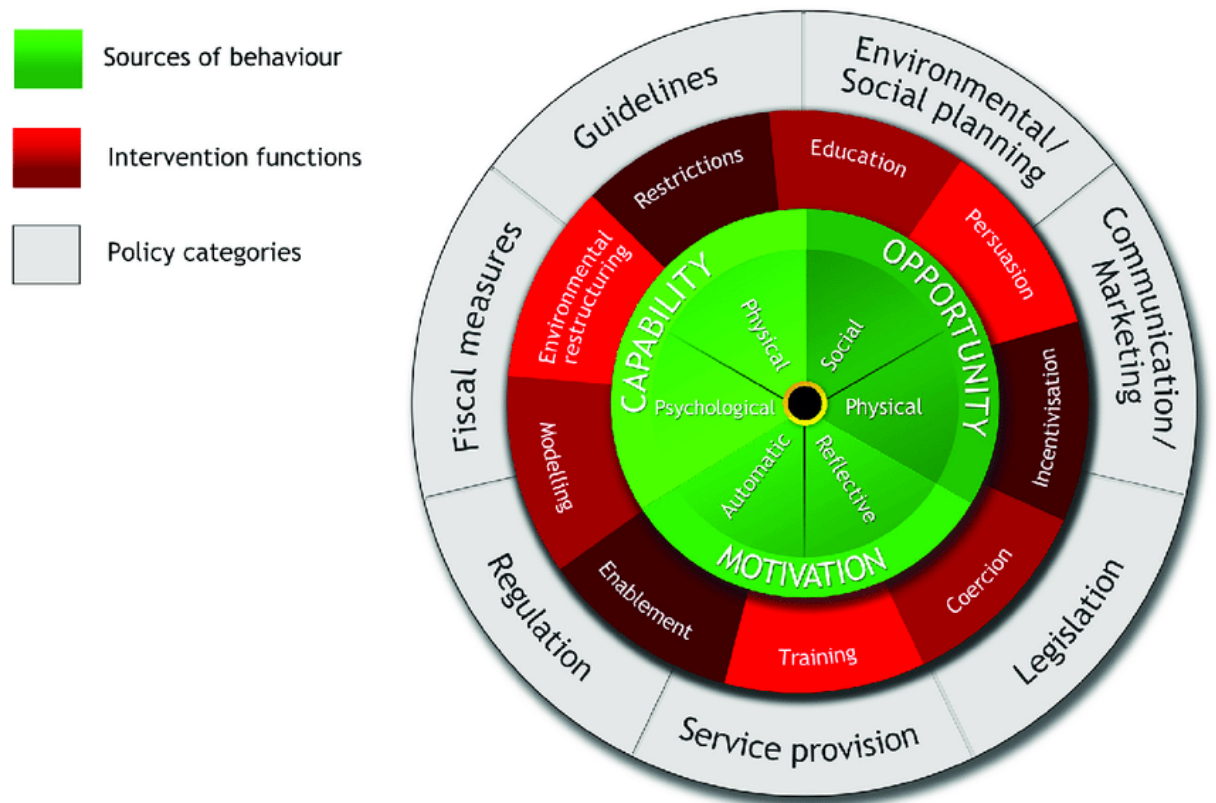 Sources of behaviour
Intervention functions
Policy categories
Guidelines
Environmental/
Social planning
Communication/
Marketing
Legislation
Service provision
Regulation
Fiscal measures
Restrictions
Education
Persuasion
Incentivisation
Coercion
Training
Enablement
Modelling
Environmental
restructuring
CAPABILITY
OPPORTUNITY
MOTIVATION
Physical
Social
Physical
Reflective
Automatic
Psychological